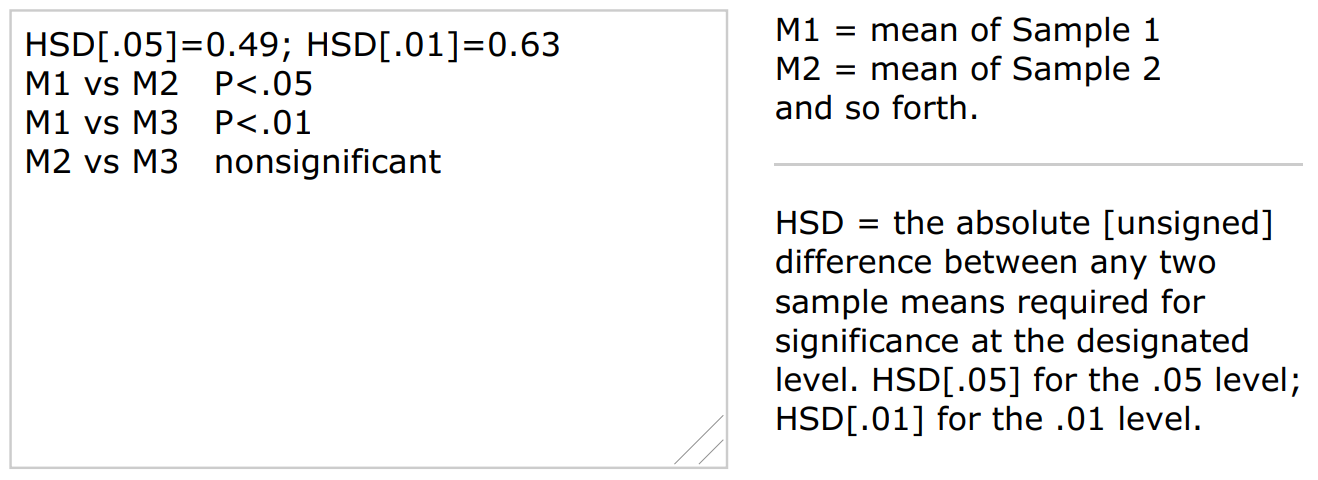 HSD[.05]=0.49; HSD[.01]=0.63
M1 vs M2 P<.05
M1 vs M3 P<.01
M2 vs M3 nonsignificant
M1 = mean of Sample 1
M2 = mean of Sample 2
and so forth.
HSD = the absolute [unsigned]
difference between any two
sample means required for
significance at the designated
level. HSD[.05] for the .05 level;
HSD[.01] for the .01 level.